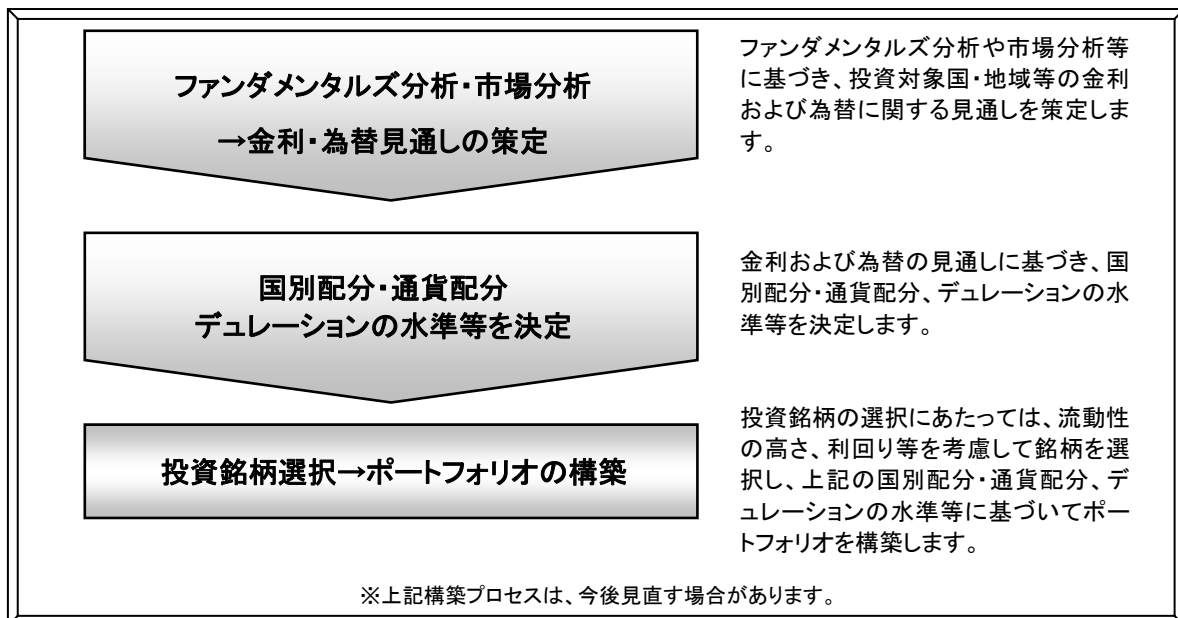 ファンダメンタルズ分析・市場分析
→金利・為替見通しの策定
ファンダメンタルズ分析や市場分析等
に基づき、投資対象国・地域等の金利
および為替に関する見通しを策定しま
す。
国別配分・通貨配分
デュレーションの水準等を決定
金利および為替の見通しに基づき、国
別配分・通貨配分、デュレーションの水
準等を決定します。
投資銘柄選択→ポートフォリオの構築
投資銘柄の選択にあたっては、流動性
の高さ、利回り等を考慮して銘柄を選
択し、上記の国別配分・通貨配分、デ
ュレーションの水準等に基づいてポー
トフォリオを構築します。
※上記構築プロセスは、今後見直す場合があります。